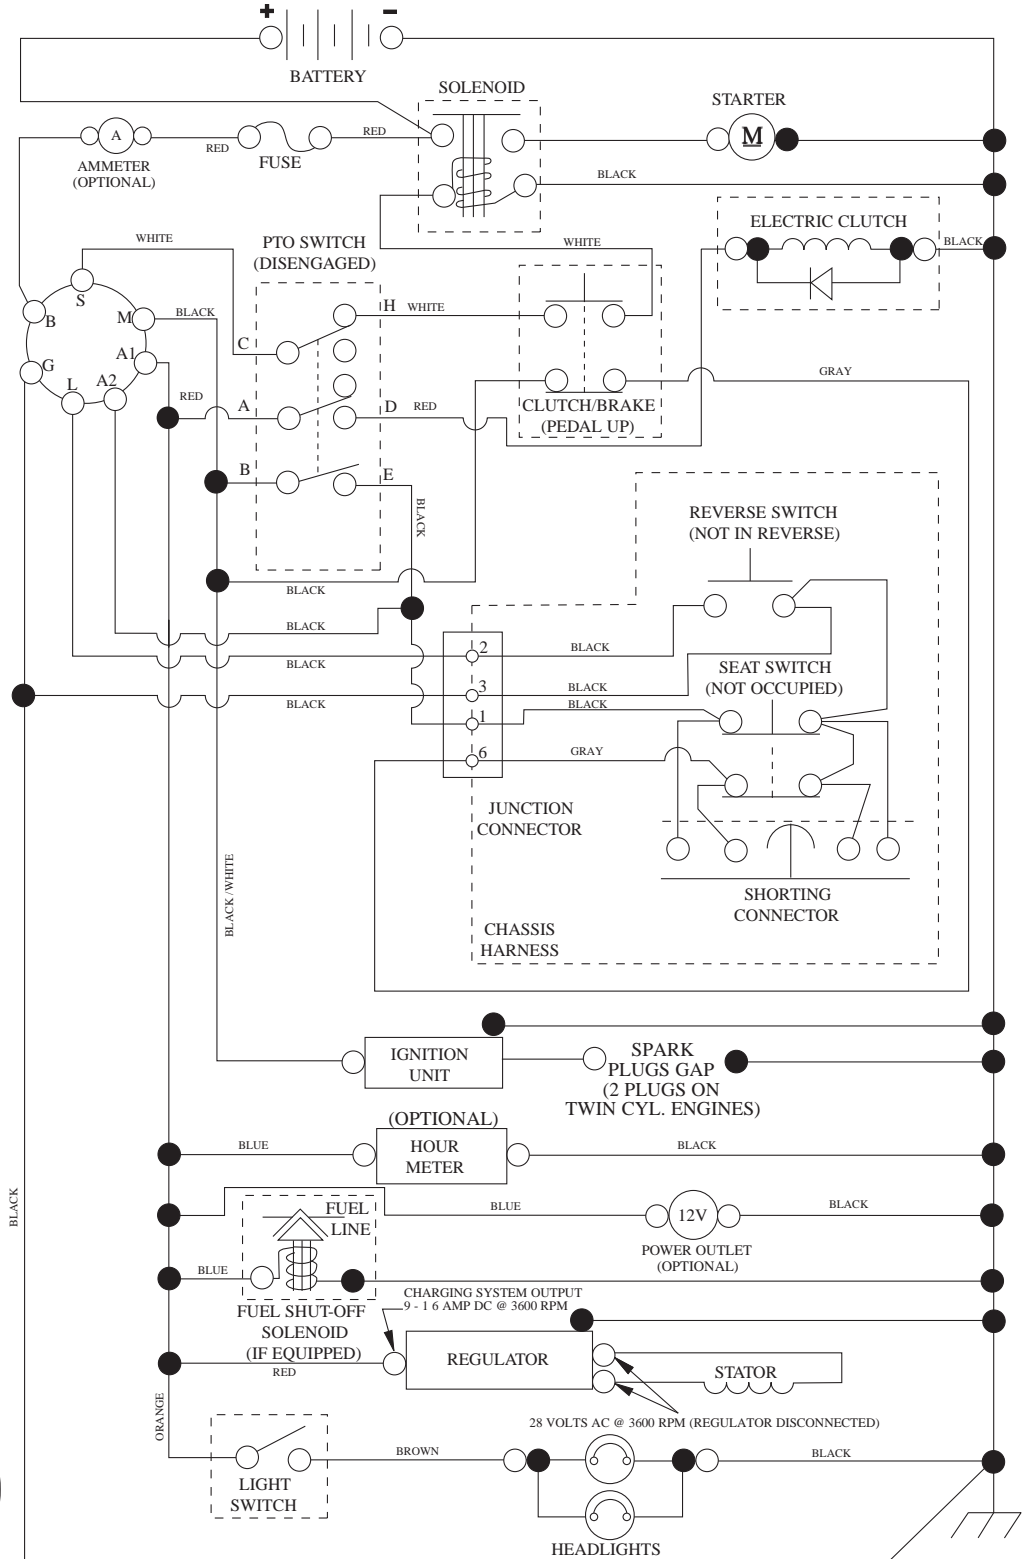 +
-
BATTERY
SOLENOID
STARTER
A
RED
FUSE
RED
M
AMMETER
(OPTIONAL)
BLACK
WHITE
PTO SWITCH
(DISENGAGED)
WHITE
ELECTRIC CLUTCH
BLACK
S
B
M
BLACK
H
WHITE
C
A1
G
L
A2
RED
A
D
RED
CLUTCH/BRAKE
(PEDAL UP)
GRAY
B
E
BLACK
REVERSE SWITCH
(NOT IN REVERSE)
BLACK
BLACK
BLACK
2
BLACK
SEAT SWITCH
(NOT OCCUPIED)
3
BLACK
BLACK
BLACK
1
6
GRAY
JUNCTION
CONNECTOR
BLACK / WHITE
SHORTING
CONNECTOR
CHASSIS
HARNESS
IGNITION
UNIT
SPARK
PLUGS GAP
(2 PLUGS ON
TWIN CYL. ENGINES)
(OPTIONAL)
HOUR
METER
BLUE
BLACK
BLACK
FUEL
LINE
BLUE
12V
BLACK
POWER OUTLET
(OPTIONAL)
BLUE
CHARGING SYSTEM OUTPUT
9 - 1 6 AMP DC @ 3600 RPM
FUEL SHUT-OFF
SOLENOID
(IF EQUIPPED)
RED
REGULATOR
STATOR
ORANGE
28 VOLTS AC @ 3600 RPM (REGULATOR DISCONNECTED)
BROWN
BLACK
LIGHT
SWITCH
HEADLIGHTS